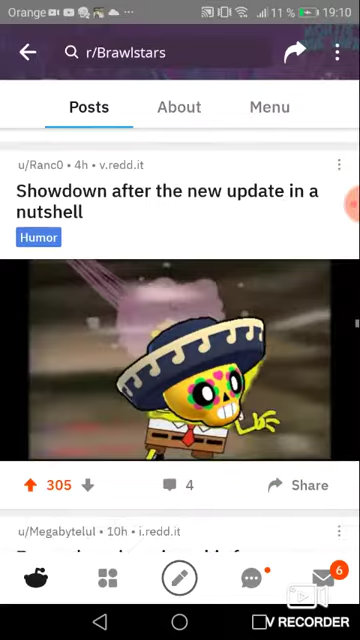 Orange 11 % 19:10
r/Brawlstars
Posts About Menu
u/Ranc0 • 4h • v.redd.it
Showdown after the new update in a
nutshell
Humor
305 4 Share
u/Megabytelul • 10h • i.redd.it
6
V RECORDER